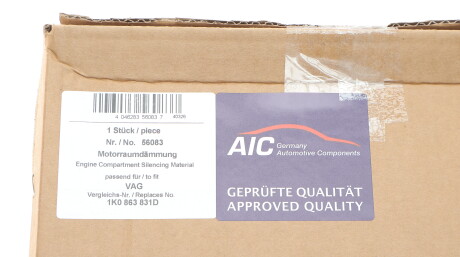 4 046283 56083 7
1 Stück / piece
Nr. / No. 56083
Motorraumdämmung
Engine Compartment Silencing Material
passend für / to fit
VAG
Vergleichs-Nr. / Replaces No.
1K0 863 831D
AIC Germany
Automotive Components
GEPRÜFTE QUALITÄT
APPROVED QUALITY